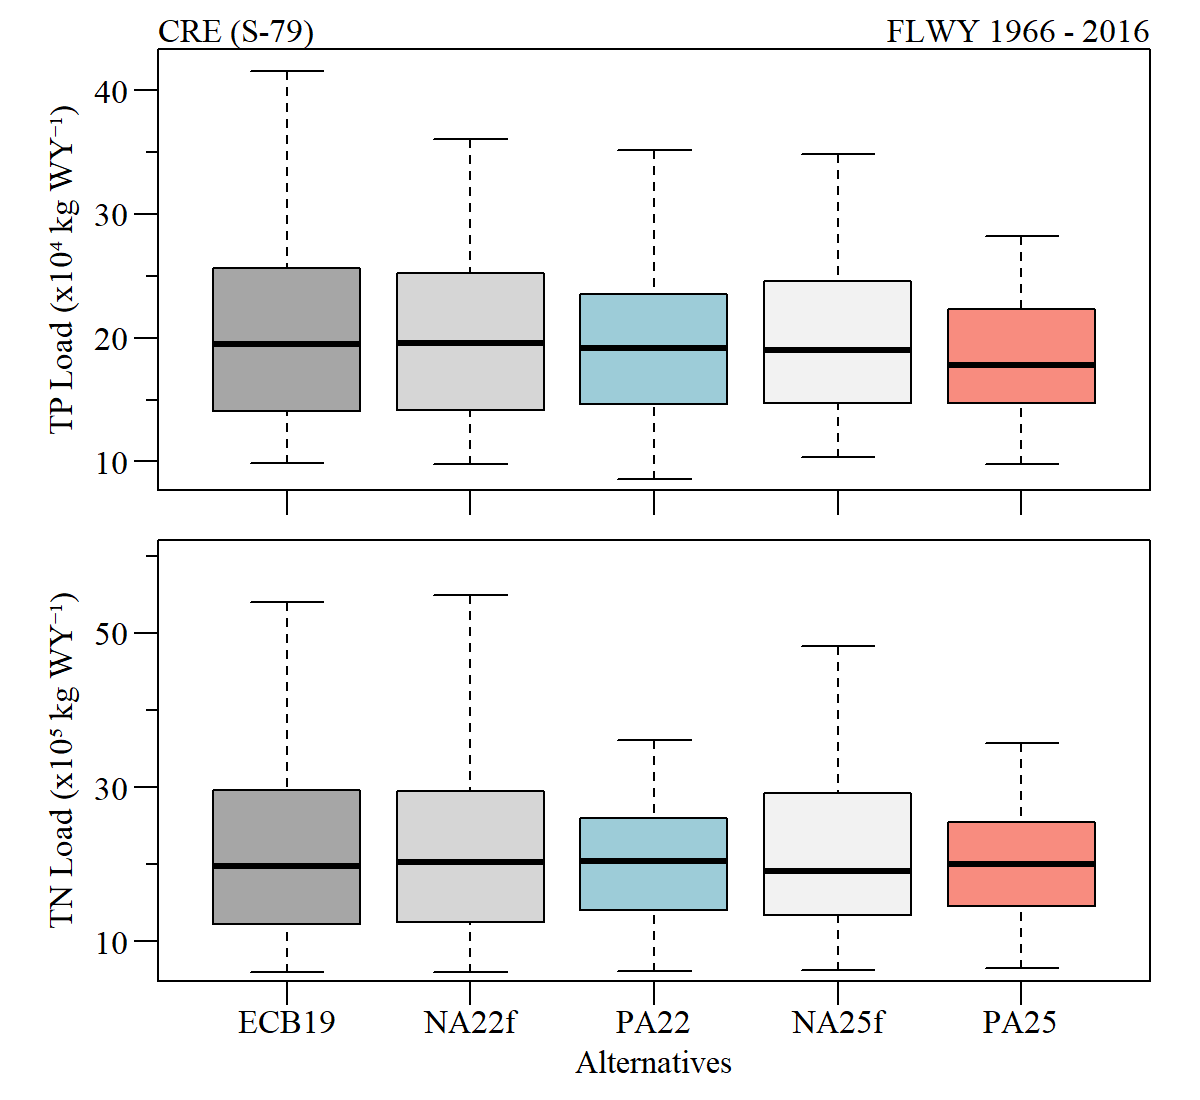 CRE (S-79)
FLWY 1966 - 2016
TP Load (x10⁴ kg WY⁻¹)
40
30
20
10
TN Load (x10⁵ kg WY⁻¹)
50
30
10
ECB19 NA22f PA22 NA25f PA25
Alternatives